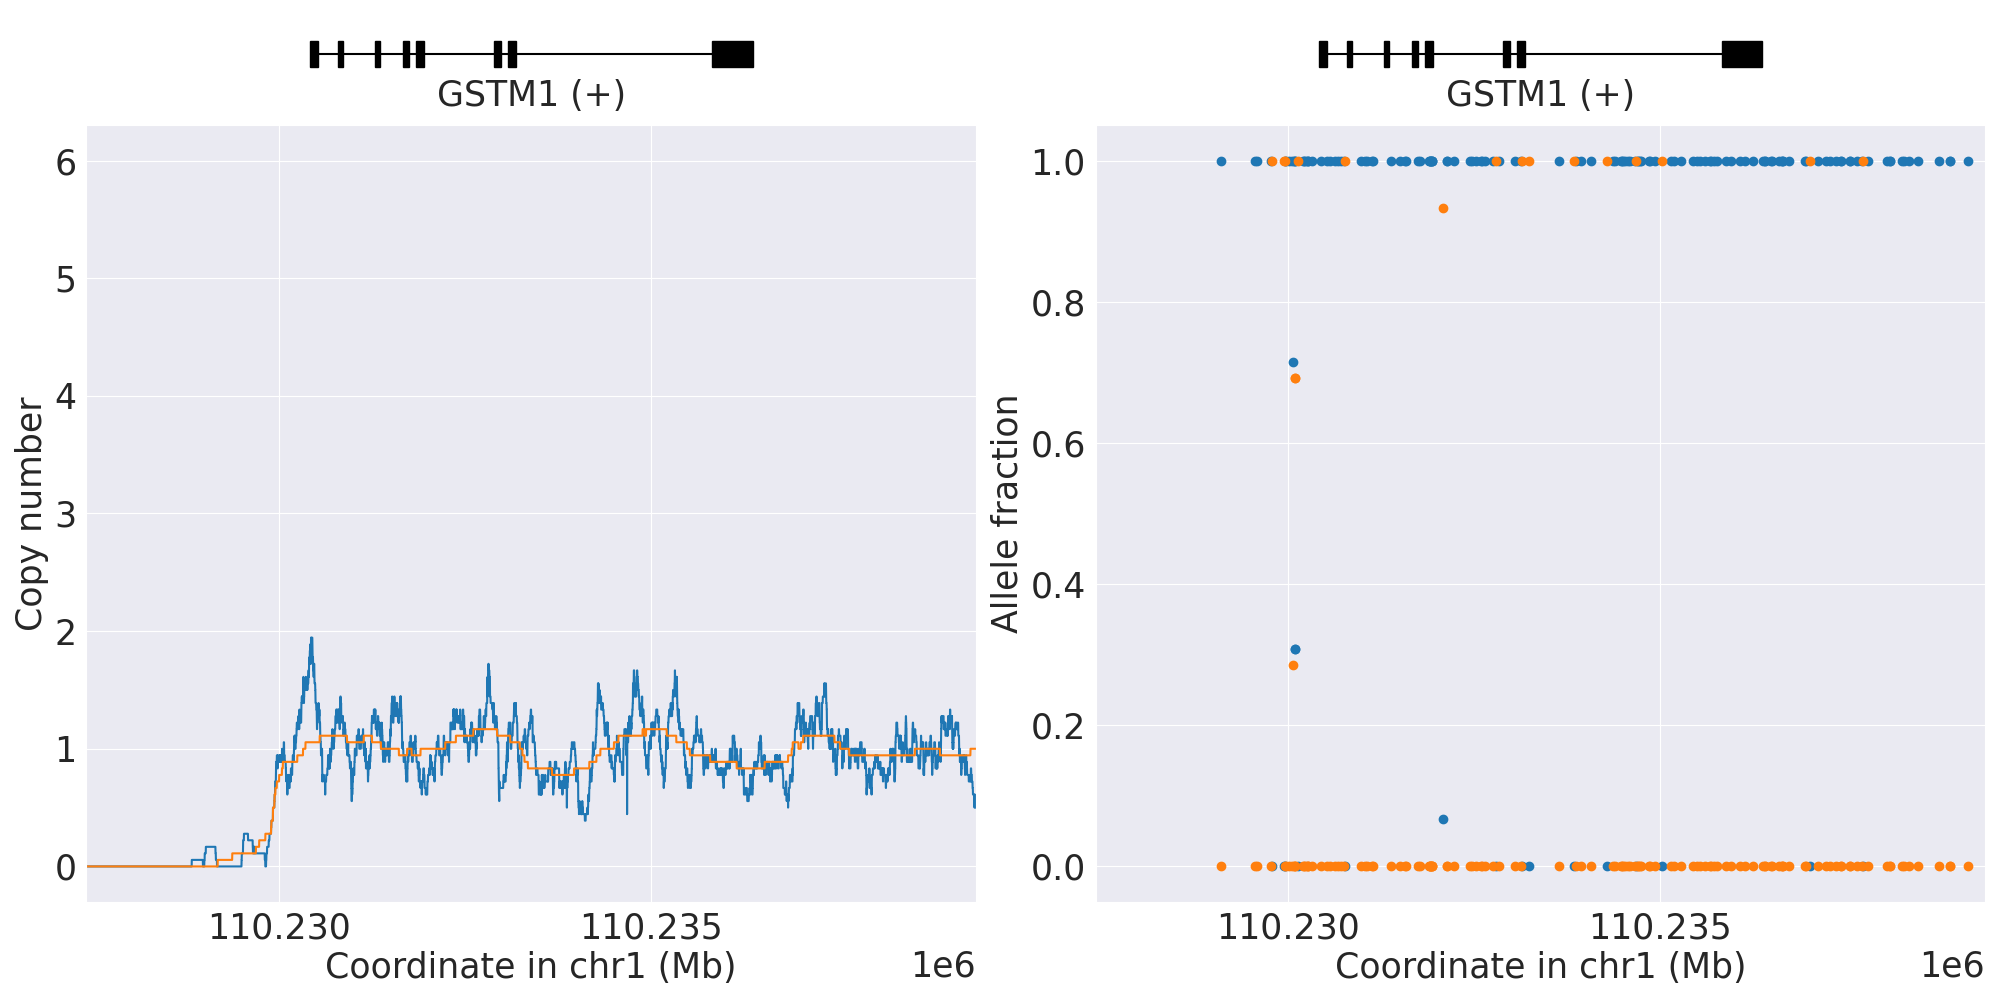 GSTM1 (+)
6
5
4
3
2
1
0
Copy number
110.230
110.235
Coordinate in chr1 (Mb)
1e6
GSTM1 (+)
1.0
0.8
0.6
0.4
0.2
0.0
Allele fraction
110.230
110.235
Coordinate in chr1 (Mb)
1e6